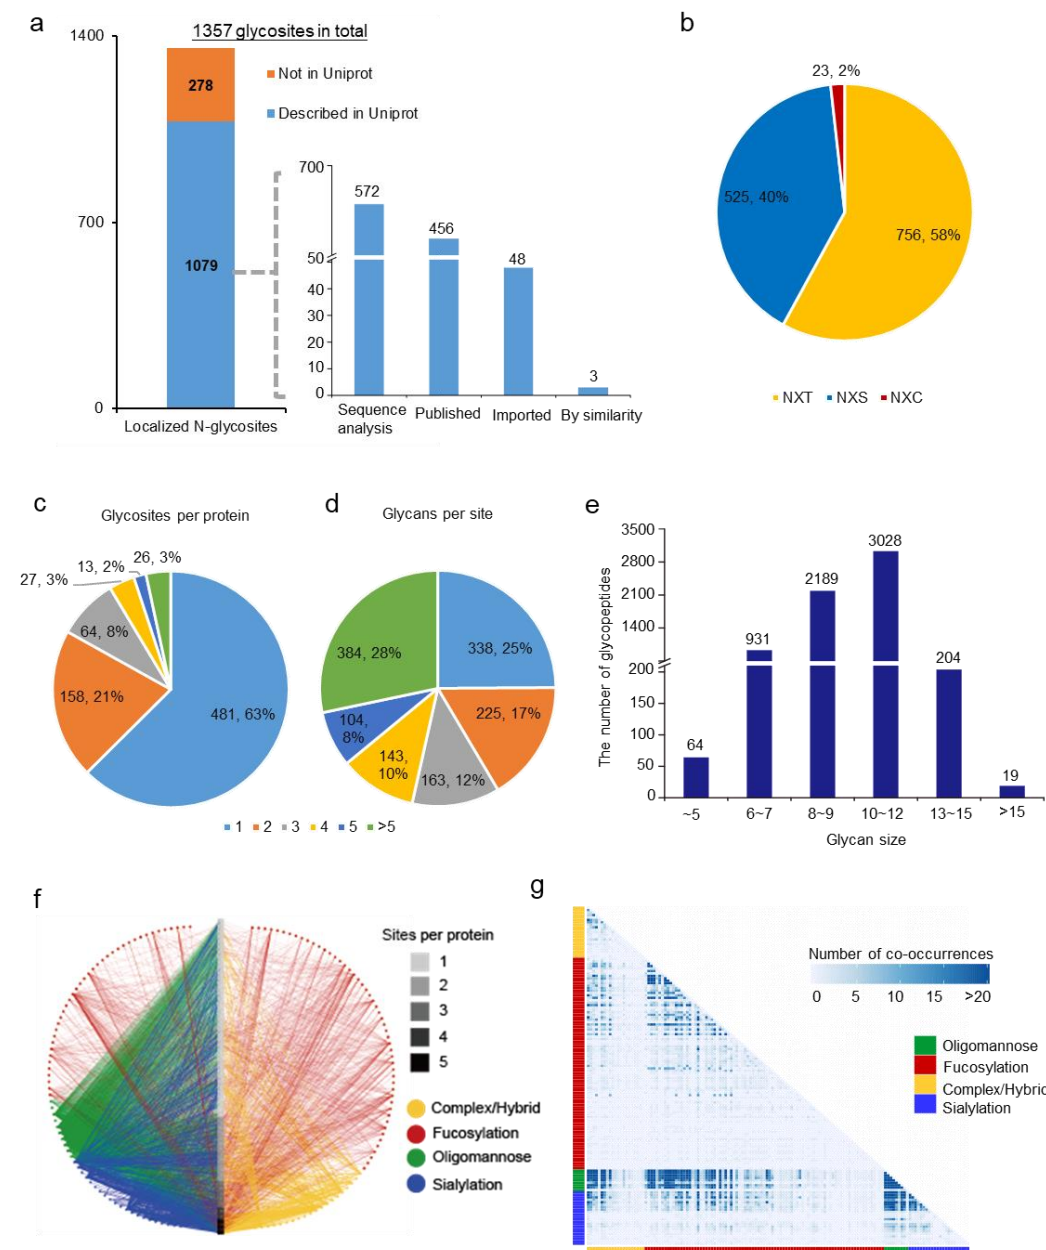 a
1357 glycosites in total
1400
700
0
278
1079
Not in Uniprot
Described in Uniprot
Localized N-glycosites
700
50
40
30
20
10
0
572
456
48
3
Sequence analysis
Published
Imported
By similarity
b
23, 2%
525, 40%
756, 58%
NXT NXS NXC
c
Glycosites per protein
13, 2%
26, 3%
27, 3%
64, 8%
158, 21%
481, 63%
d
Glycans per site
384, 28%
338, 25%
225, 17%
104, 8%
143, 10%
163, 12%
1 2 3 4 5 >5
e
The number of glycopeptides
3500
2800
2100
1400
200
150
100
50
0
64
931
2189
3028
204
19
~5 6~7 8~9 10~12 13~15 >15
Glycan size
f
Sites per protein
1
2
3
4
5
Complex/Hybrid
Fucosylation
Oligomannose
Sialylation
g
Number of co-occurrences
0 5 10 15 >20
Oligomannose
Fucosylation
Complex/Hybric
Sialylation